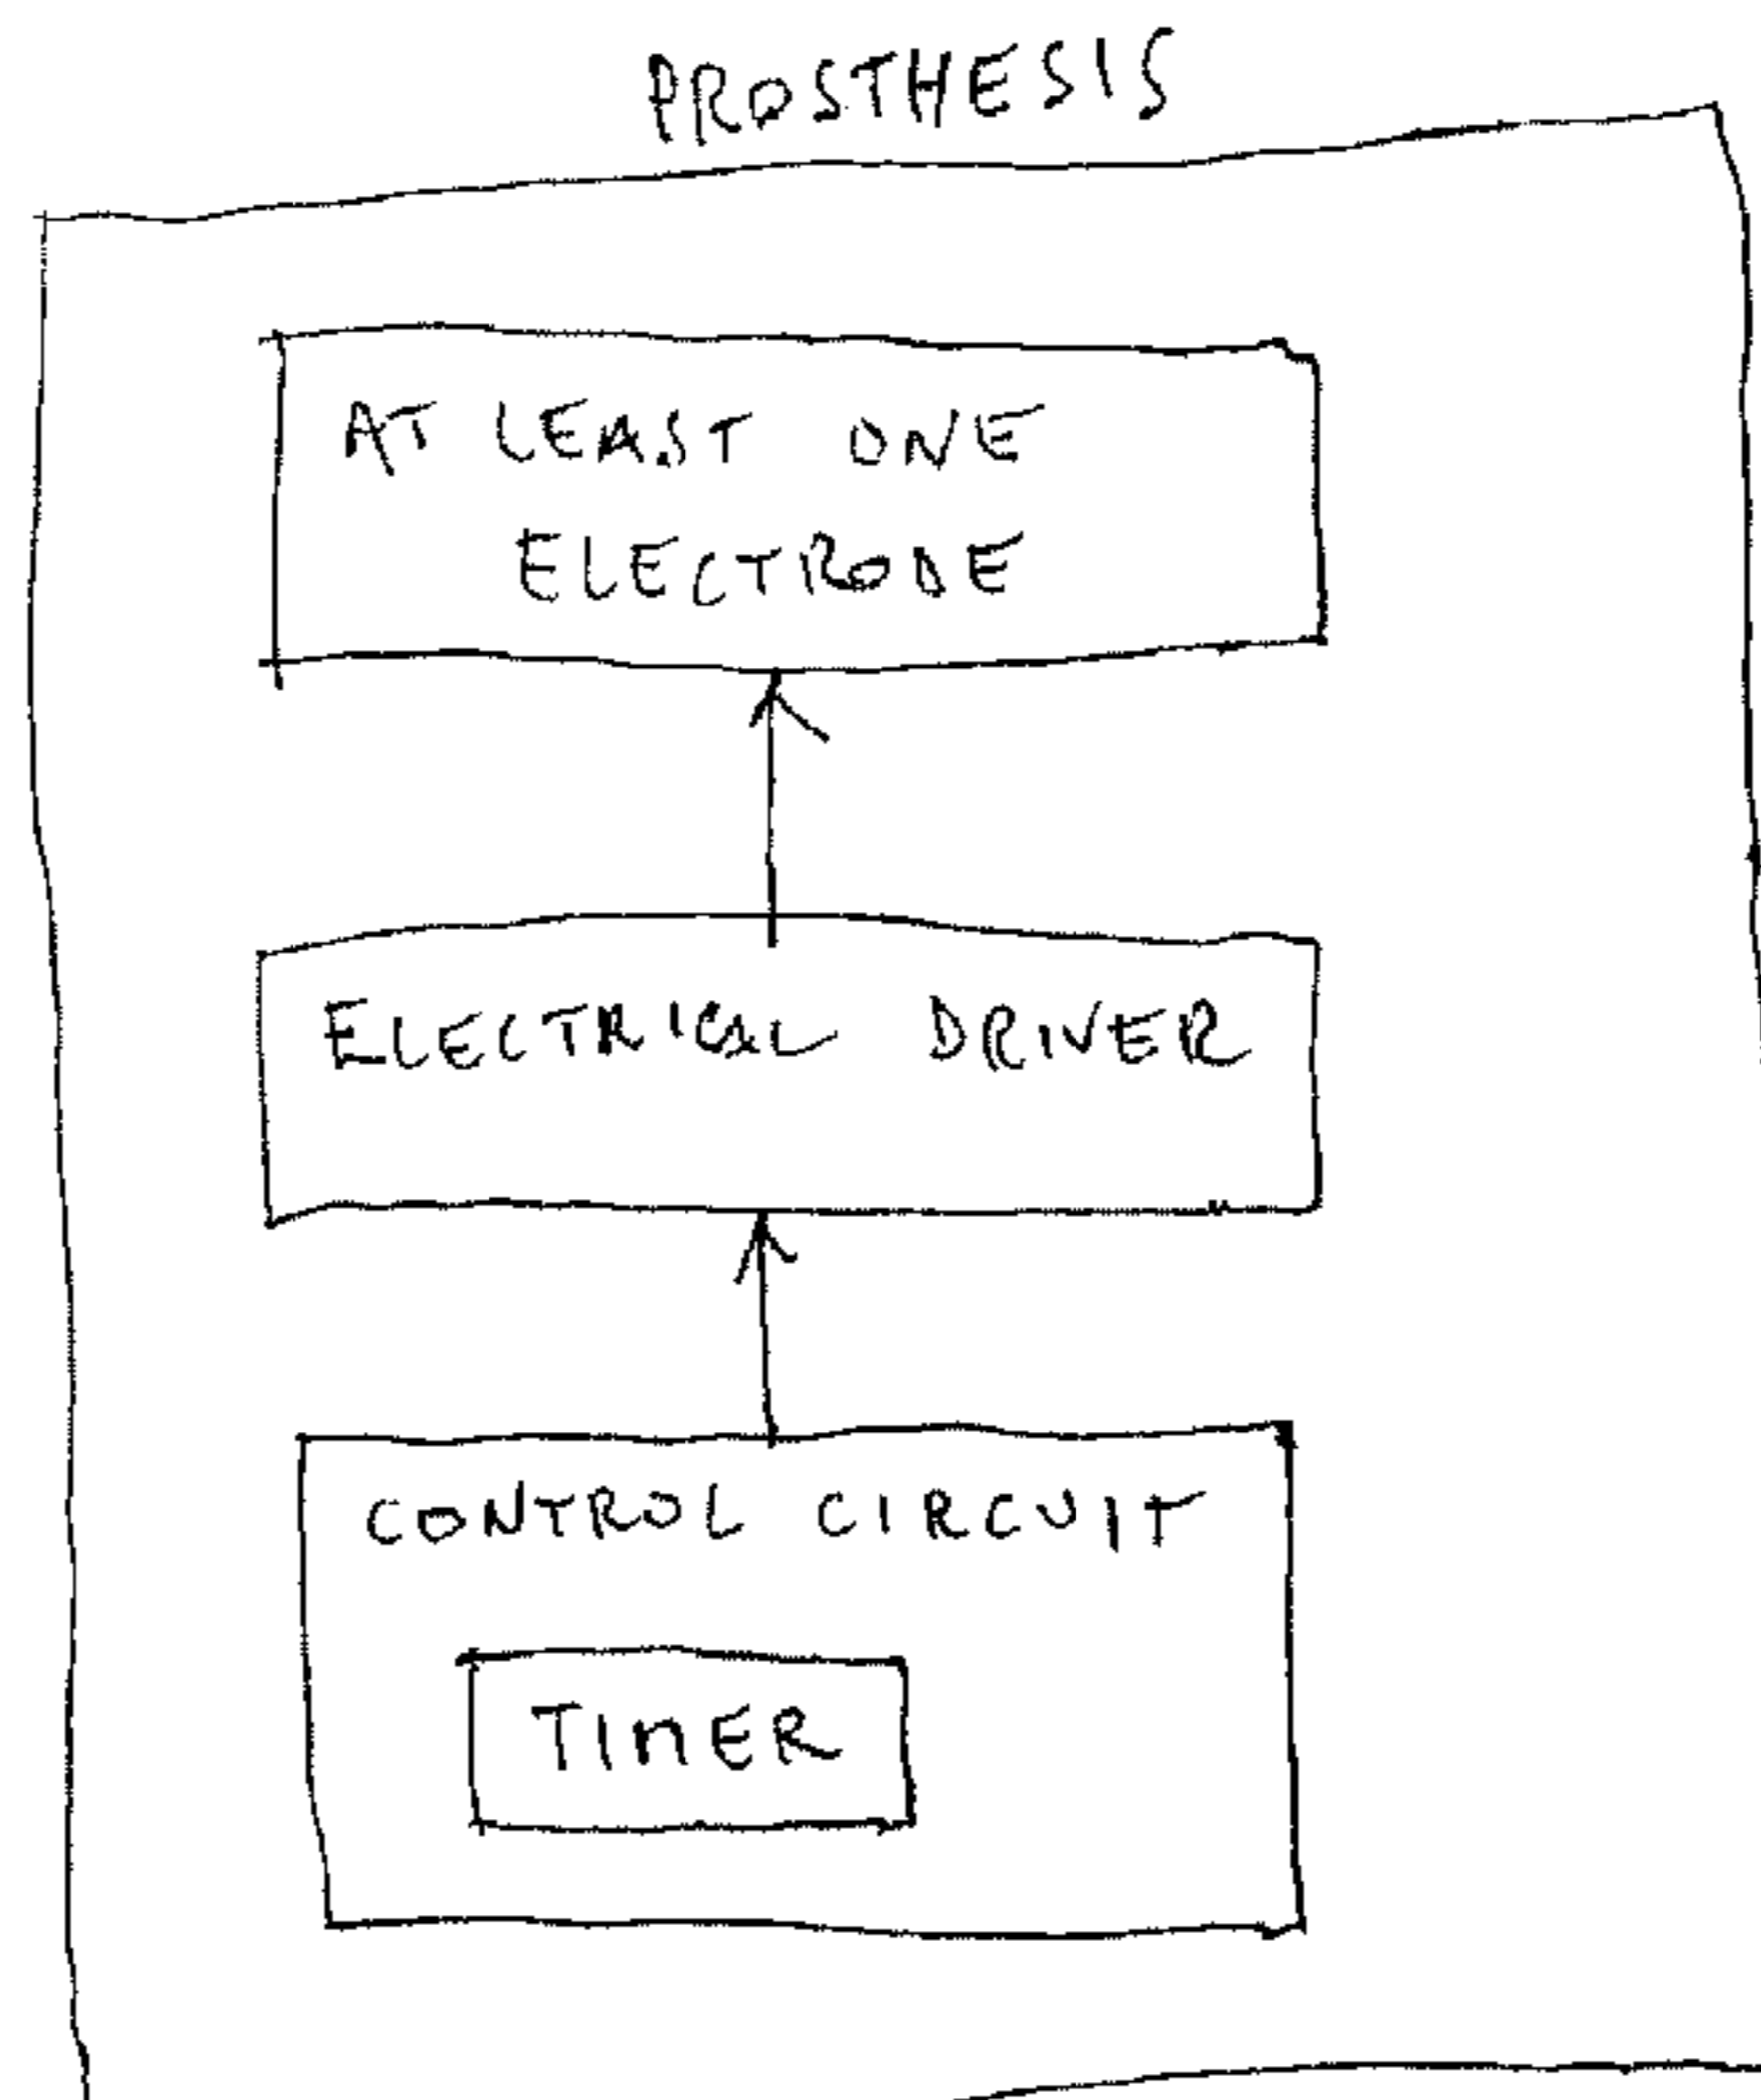 PROSTHESIS
AT LEAST ONE
ELECTRODE
ELECTRICAL DRIVER
CONTROL CIRCUIT
TIMER